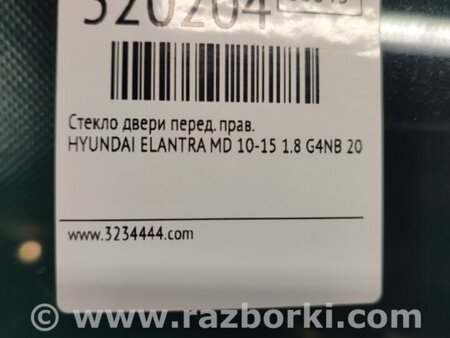 320204
Стекло двери перед. прав.
HYUNDAI ELANTRA MD 10-15 1.8 G4NB 20
www.3234444.com
© www.razborki.com